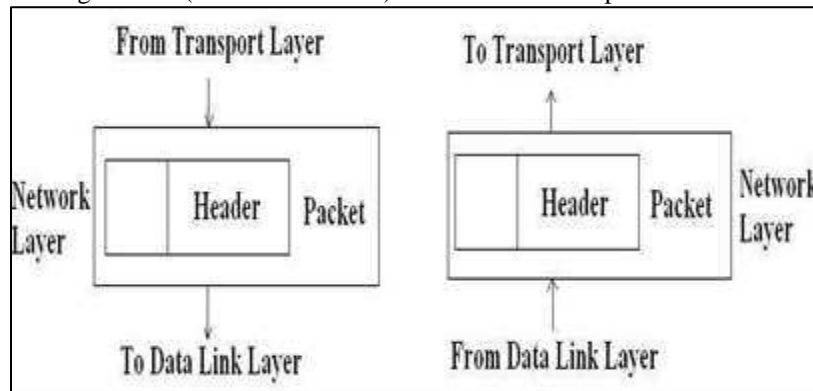 From Transport Layer
Network
Layer
Header
Packet
To Data Link Layer
To Transport Layer
Header
Packet
Network
Layer
From Data Link Layer